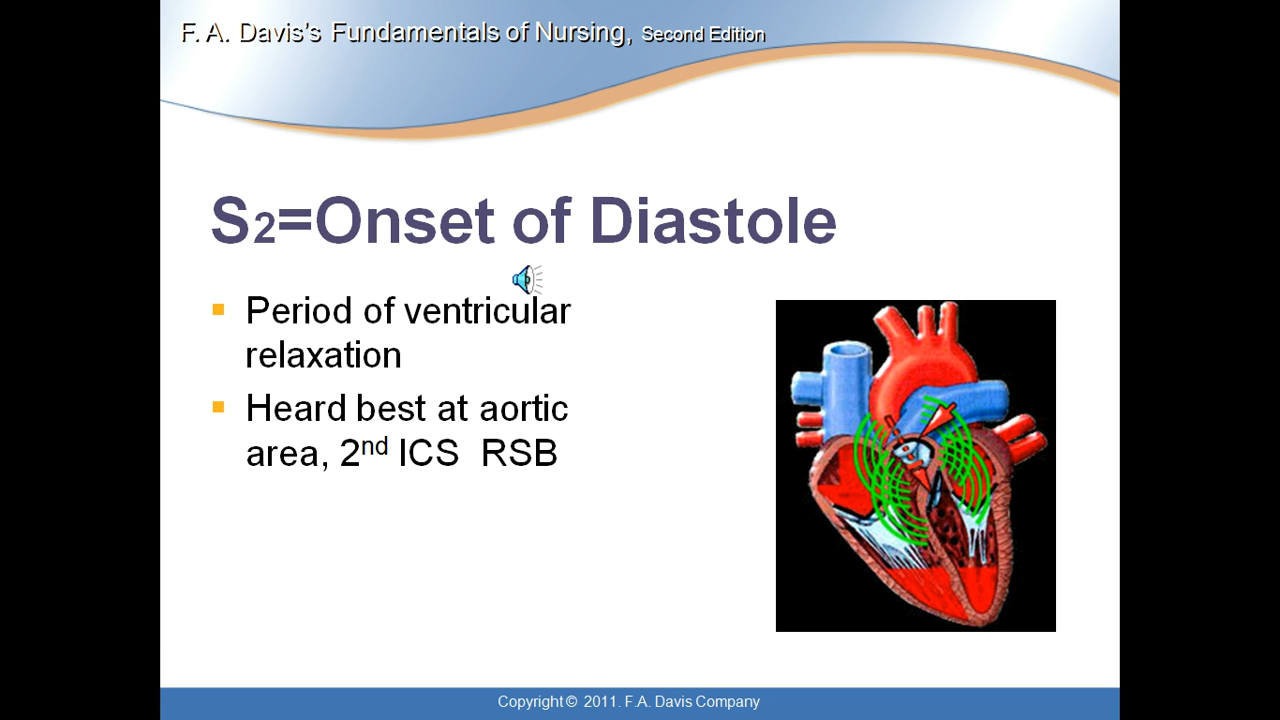 F. A. Davis's Fundamentals of Nursing, Second Edition
S2=Onset of Diastole
Period of ventricular
relaxation
Heard best at aortic
area, 2nd ICS RSB
Copyright © 2011. F.A. Davis Company